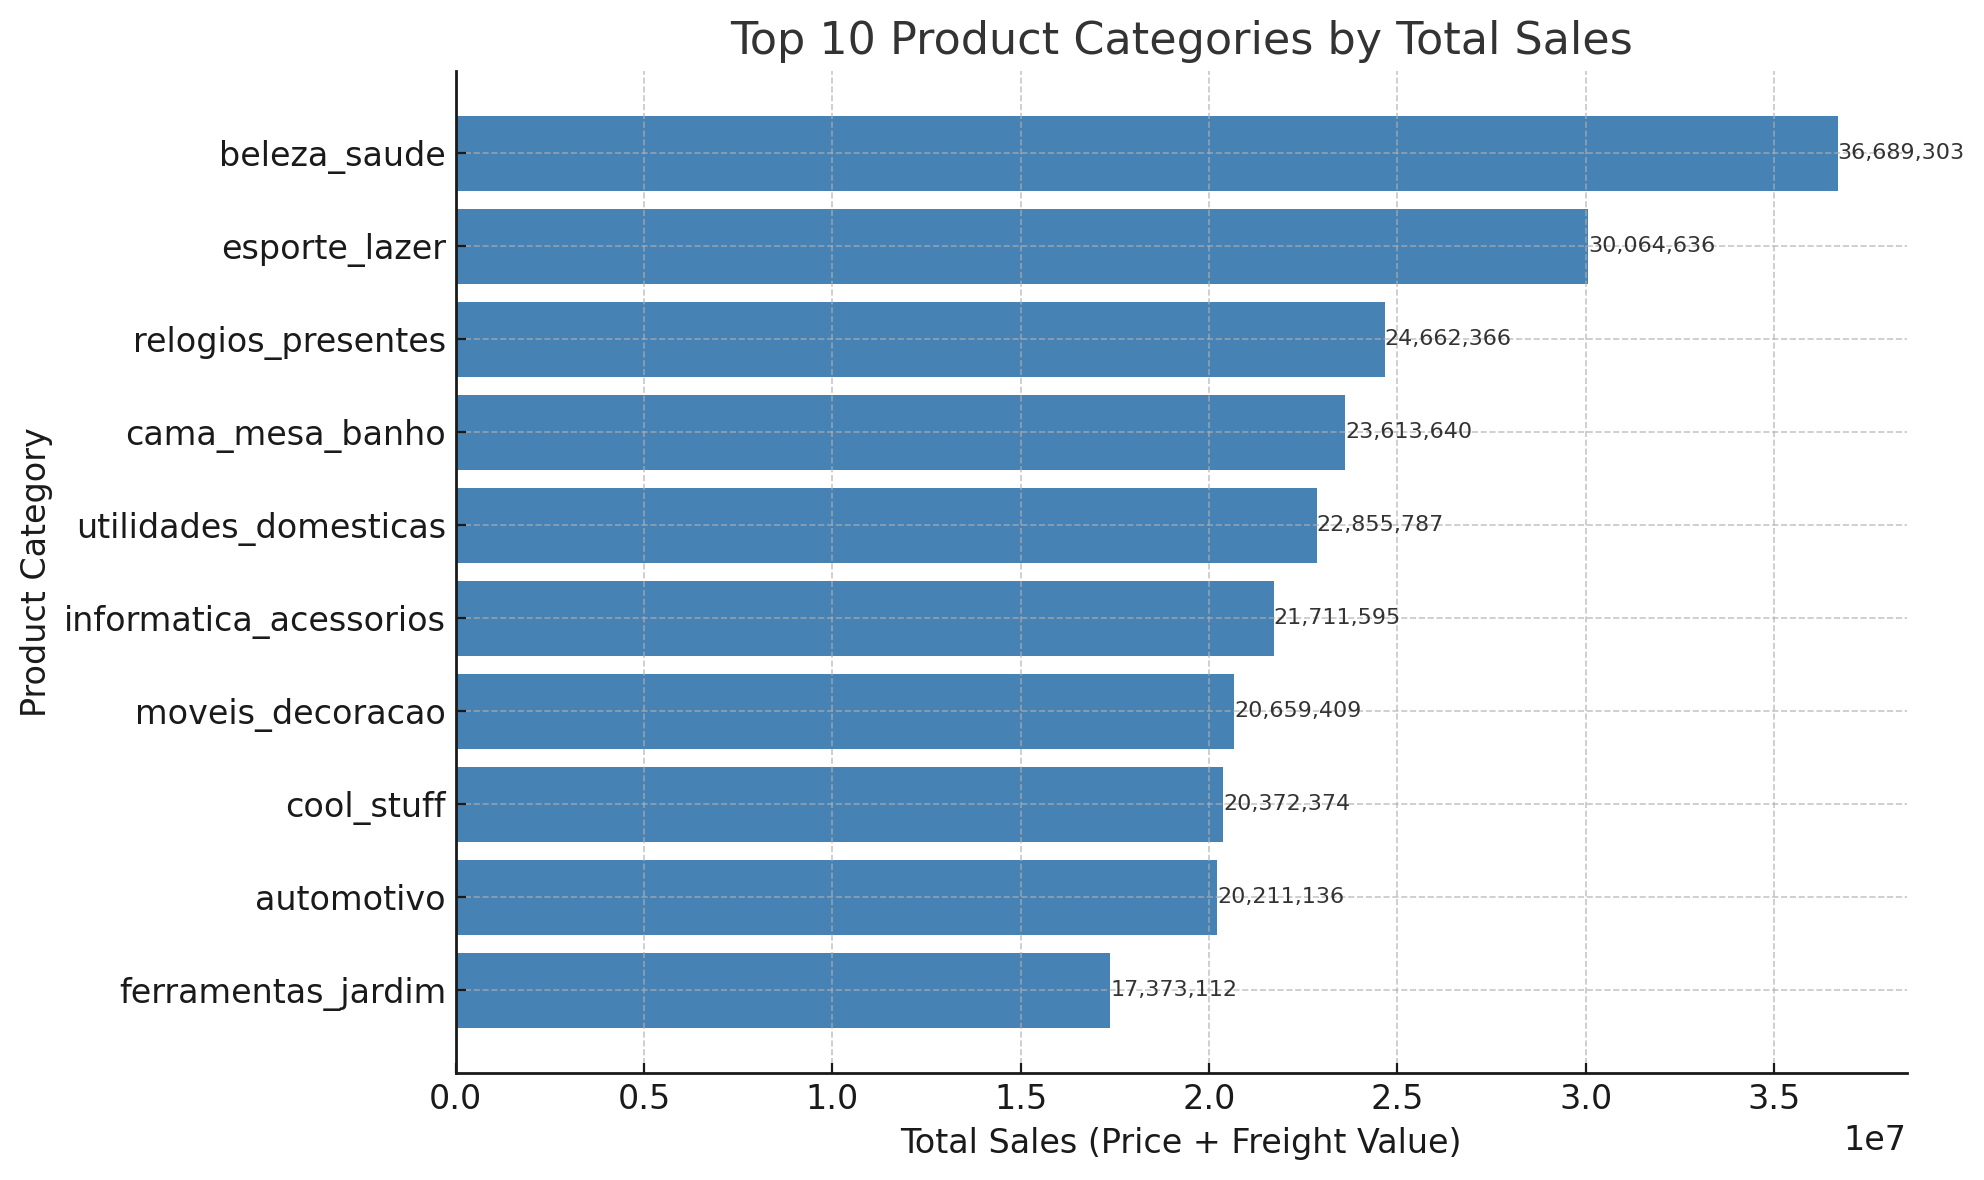 Top 10 Product Categories by Total Sales
Product Category
beleza_saude 36,689,303
esporte_lazer 30,064,636
relogios_presentes 24,662,366
cama_mesa_banho 23,613,640
utilidades_domesticas 22,855,787
informatica_acessorios 21,711,595
moveis_decoracao 20,659,409
cool_stuff 20,372,374
automotivo 20,211,136
ferramentas_jardim 17,373,112
0.0 0.5 1.0 1.5 2.0 2.5 3.0 3.5
Total Sales (Price + Freight Value)
1e7